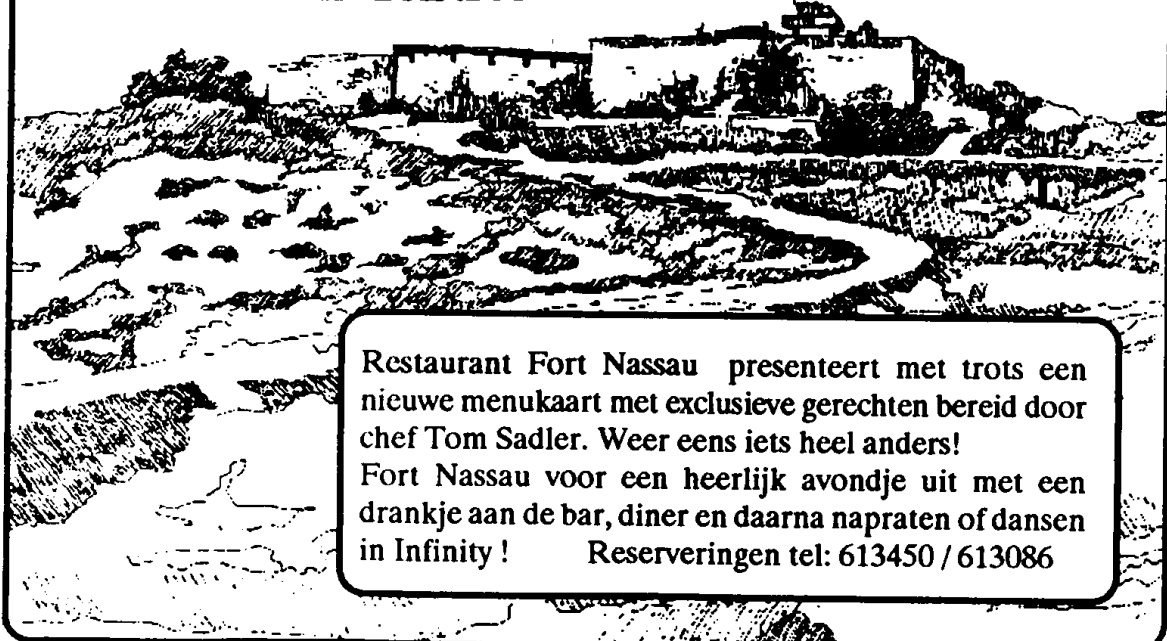 Restaurant Fort Nassau presenteert met trots een
nieuwe menukaart met exclusieve gerechten bereid door
chef Tom Sadler. Weer eens iets heel anders!
Fort Nassau voor een heerlijk avondje uit met een
drankje aan de bar, diner en daarna napraten of dansen
in Infinity ! Reserveringen tel: 613450 / 613086